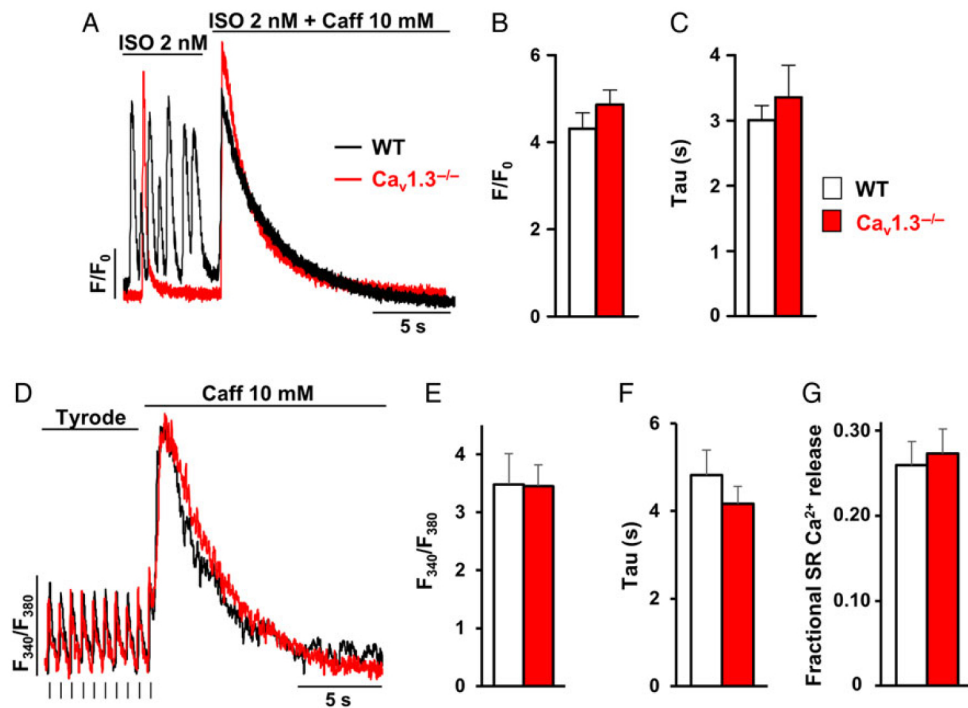 A
ISO 2 nM
ISO 2 nM + Caff 10 mM
WT
Cav1.3–/–
F/F0
5 s
B
6
4
2
0
F/F0
C
4
3
2
1
0
Tau (s)
WT
Cav1.3–/–
D
Tyrode
Caff 10 mM
F340/F380
5 s
E
4
3
2
1
0
F340/F380
F
6
4
2
0
Tau (s)
G
0.30
0.20
0.10
0.00
Fractional SR Ca2+ release